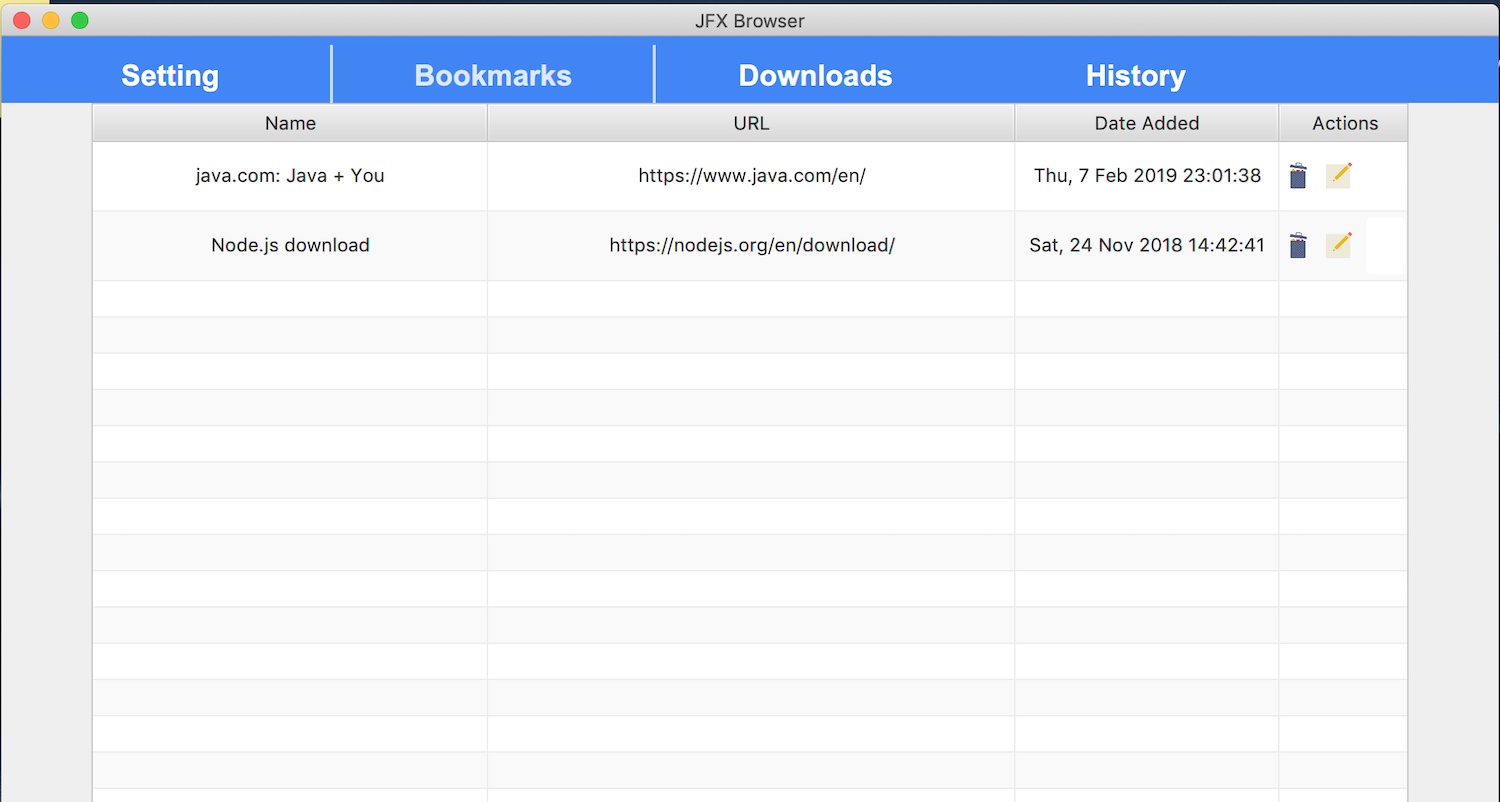 JFX Browser
Setting Bookmarks Downloads History
Name URL Date Added Actions
java.com: Java + You https://www.java.com/en/ Thu, 7 Feb 2019 23:01:38
Node.js download https://nodejs.org/en/download/ Sat, 24 Nov 2018 14:42:41